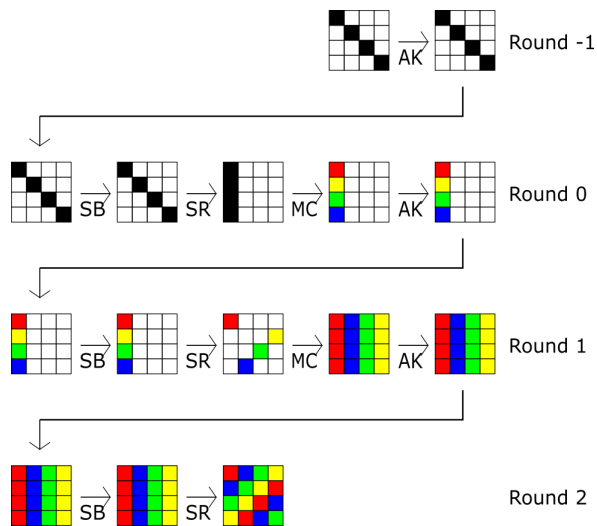 AK Round -1
SB SR MC AK Round 0
SB SR MC AK Round 1
SB SR Round 2